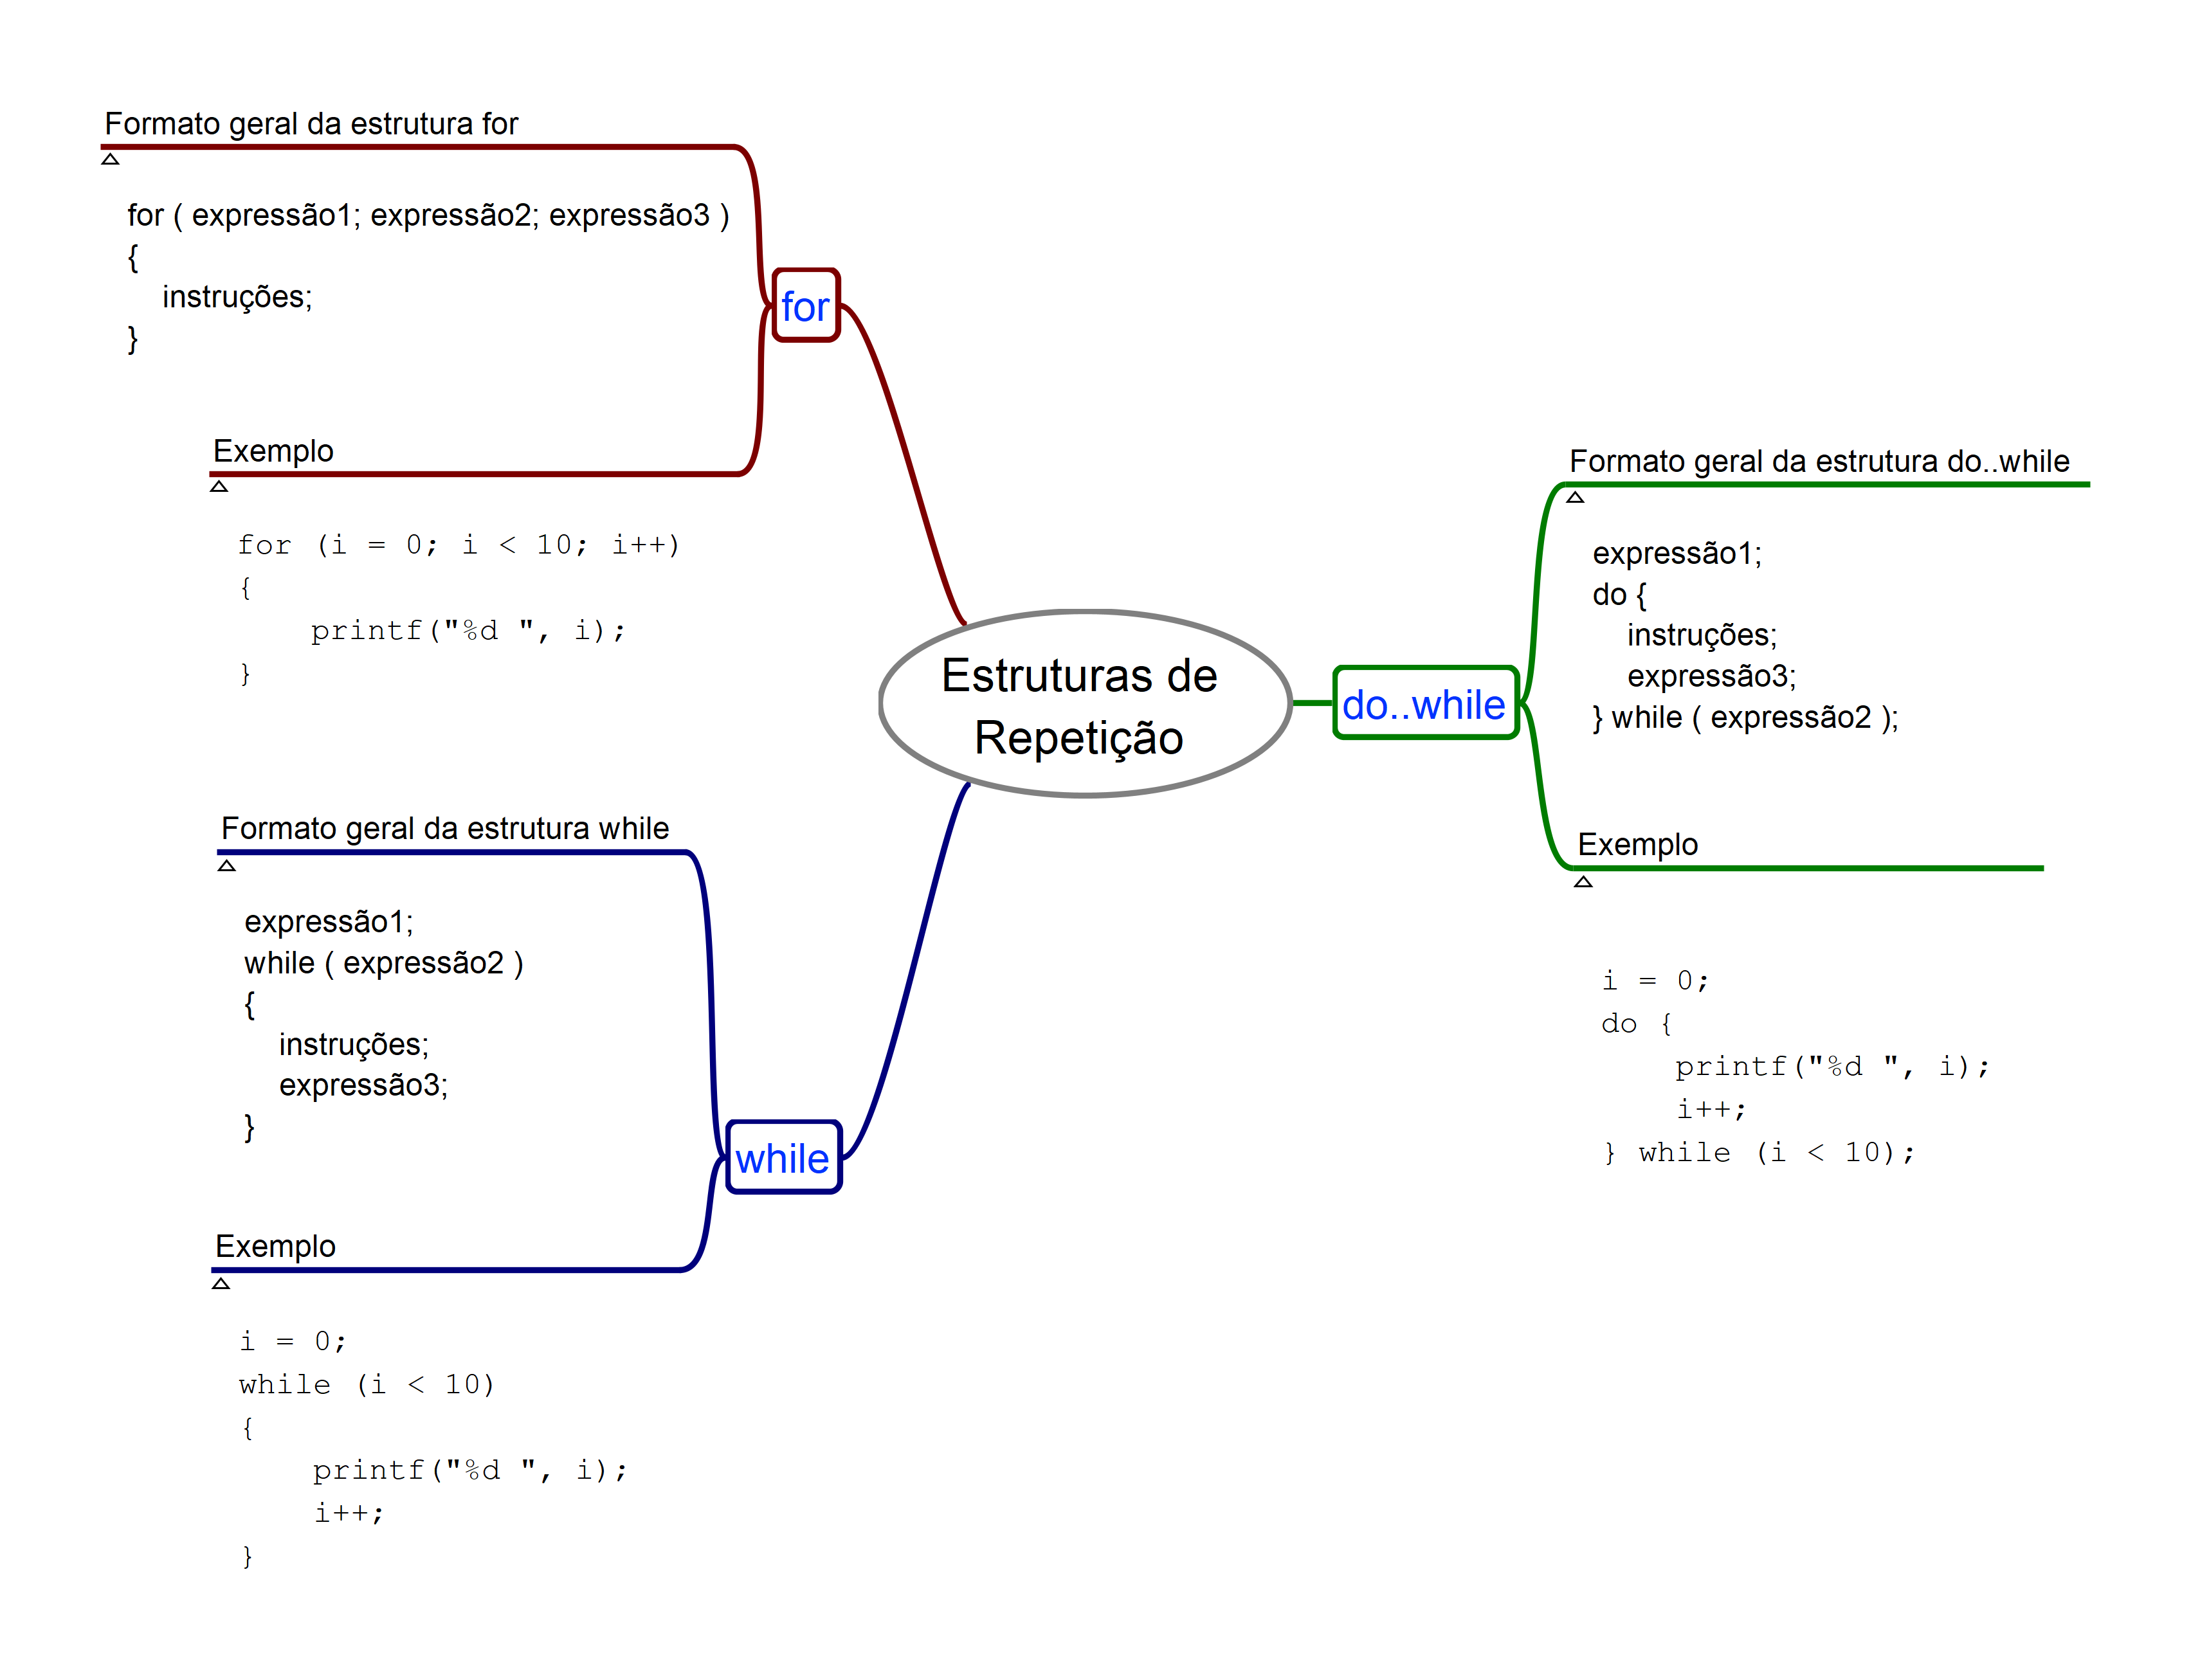 Formato geral da estrutura for
for ( expressão1; expressão2; expressão3 )
{
instruções;
}
for
Exemplo
for (i = 0; i < 10; i++)
{
printf("%d ", i);
}
Estruturas de
Repetição
Formato geral da estrutura while
expressão1;
while ( expressão2 )
{
instruções;
expressão3;
}
while
Exemplo
i = 0;
while (i < 10)
{
printf("%d ", i);
i++;
}
do..while
Formato geral da estrutura do..while
expressão1;
do {
instruções;
expressão3;
} while ( expressão2 );
Exemplo
i = 0;
do {
printf("%d ", i);
i++;
} while (i < 10);